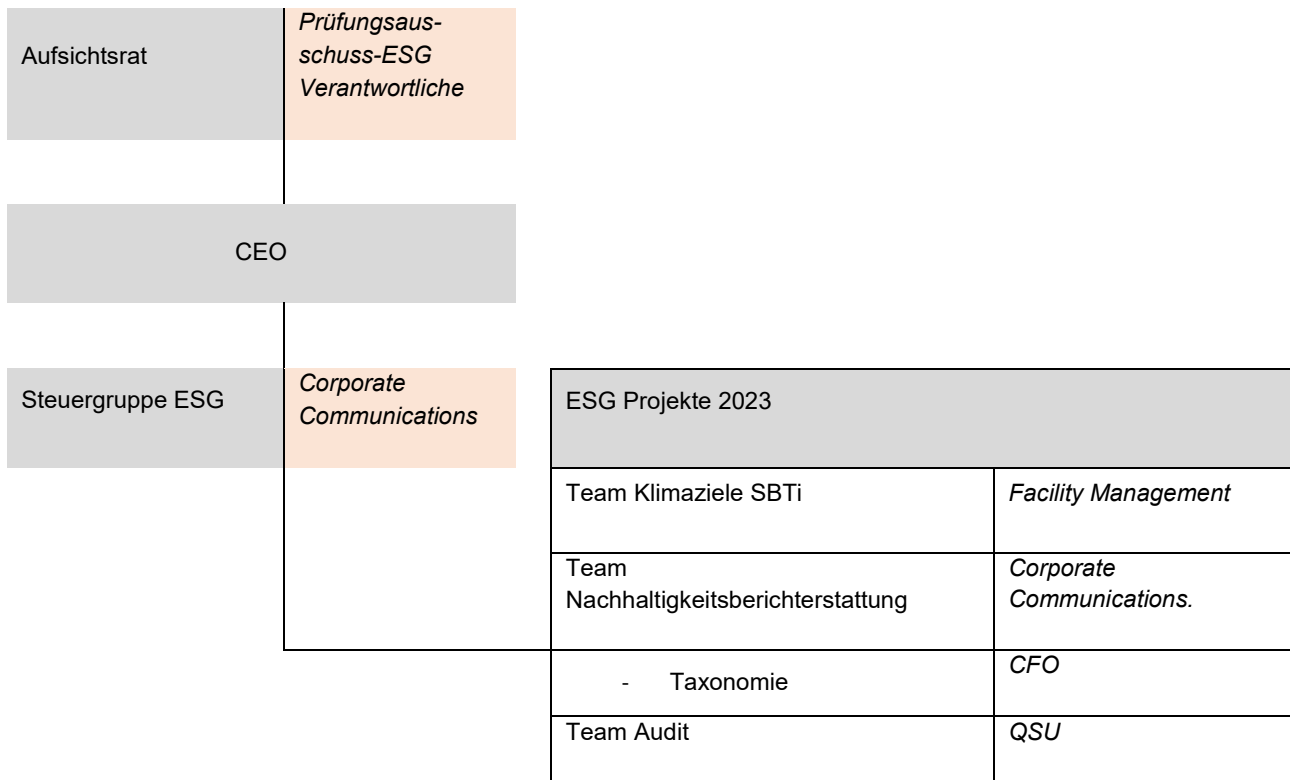 Aufsichtsrat
Prüfungsaus-
schuss-ESG
Verantwortliche
CEO
Steuergruppe ESG
Corporate
Communications
ESG Projekte 2023
Team Klimaziele SBTi
Facility Management
Team
Nachhaltigkeitsberichterstattung
Corporate
Communications.
- Taxonomie
CFO
Team Audit
QSU